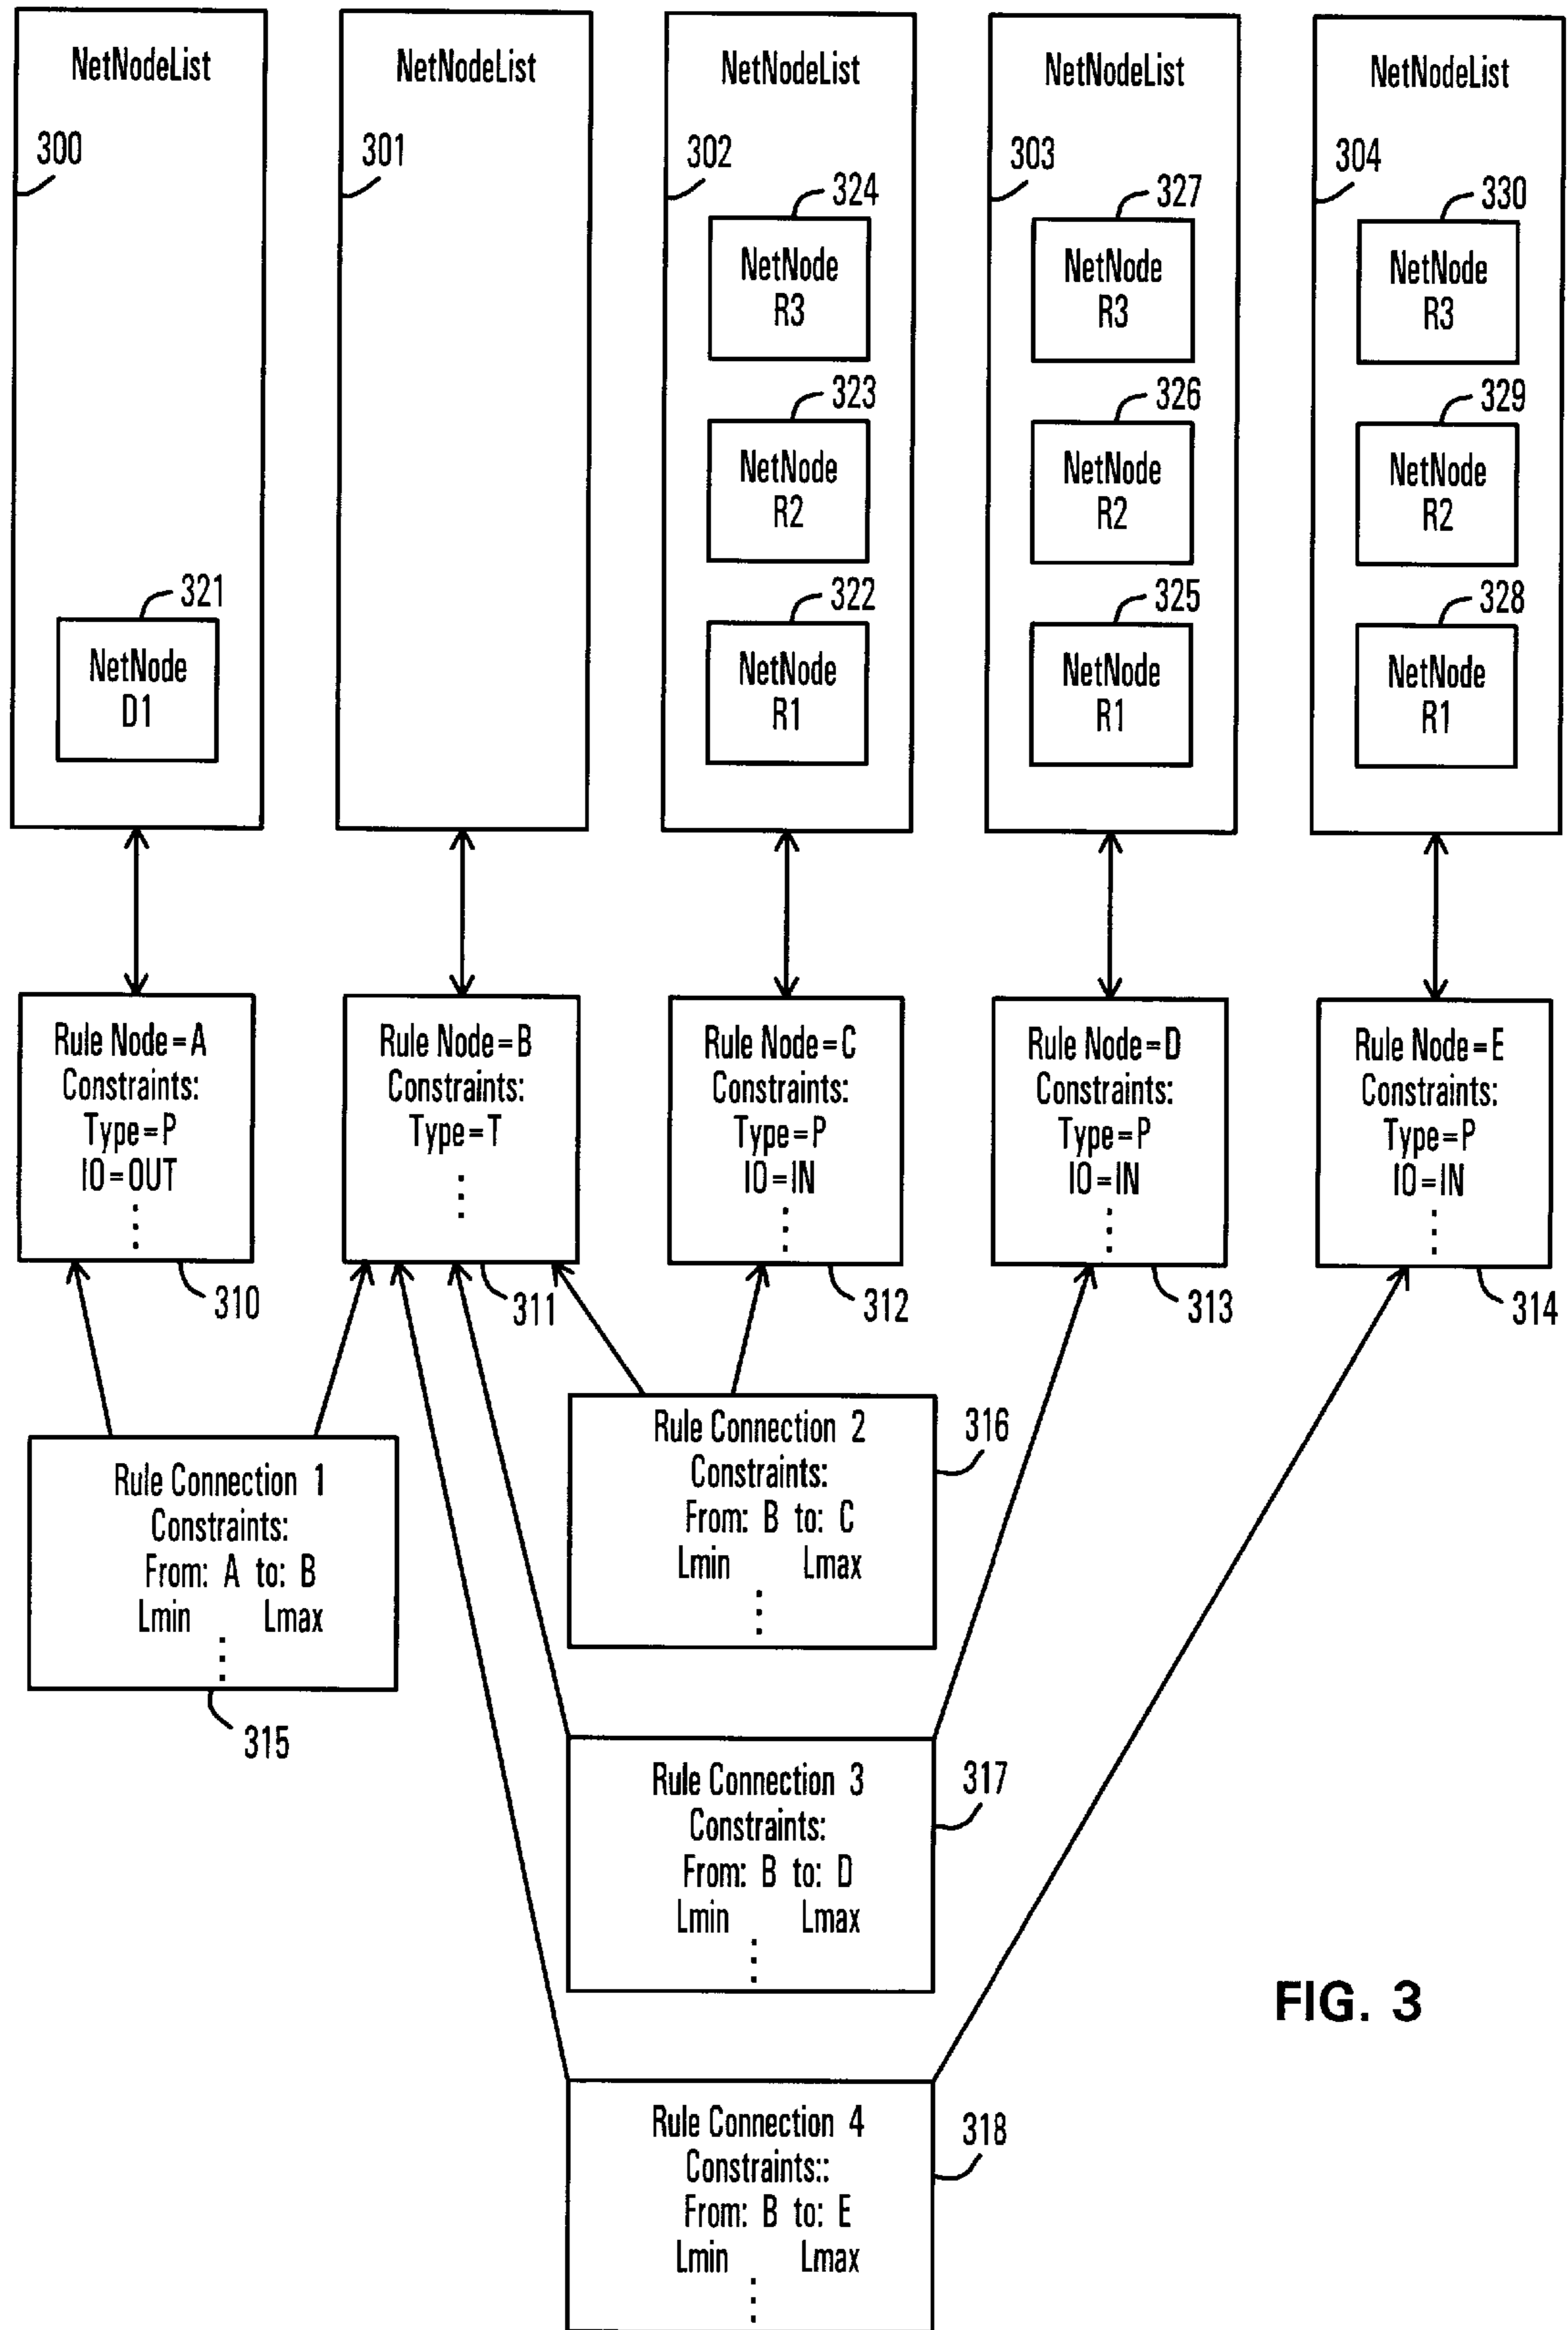 NetNodeList
NetNodeList
NetNodeList
NetNodeList
NetNodeList
300
301
302
303
304
324
327
330
NetNode
R3
NetNode
R3
NetNode
R3
323
326
329
NetNode
R2
NetNode
R2
NetNode
R2
321
322
325
328
NetNode
D1
NetNode
R1
NetNode
R1
NetNode
R1
Rule Node=A
Constraints:
Type=P
IO=OUT
310
Rule Node=B
Constraints:
Type=T
311
Rule Node=C
Constraints:
Type=P
IO=IN
312
Rule Node=D
Constraints:
Type=P
IO=IN
313
Rule Node=E
Constraints:
Type=P
IO=IN
314
Rule Connection 1
Constraints:
From: A to: B
Lmin Lmax
315
Rule Connection 2
Constraints:
From: B to: C
Lmin Lmax
316
Rule Connection 3
Constraints:
From: B to: D
Lmin Lmax
317
Rule Connection 4
Constraints::
From: B to: E
Lmin Lmax
318
FIG. 3